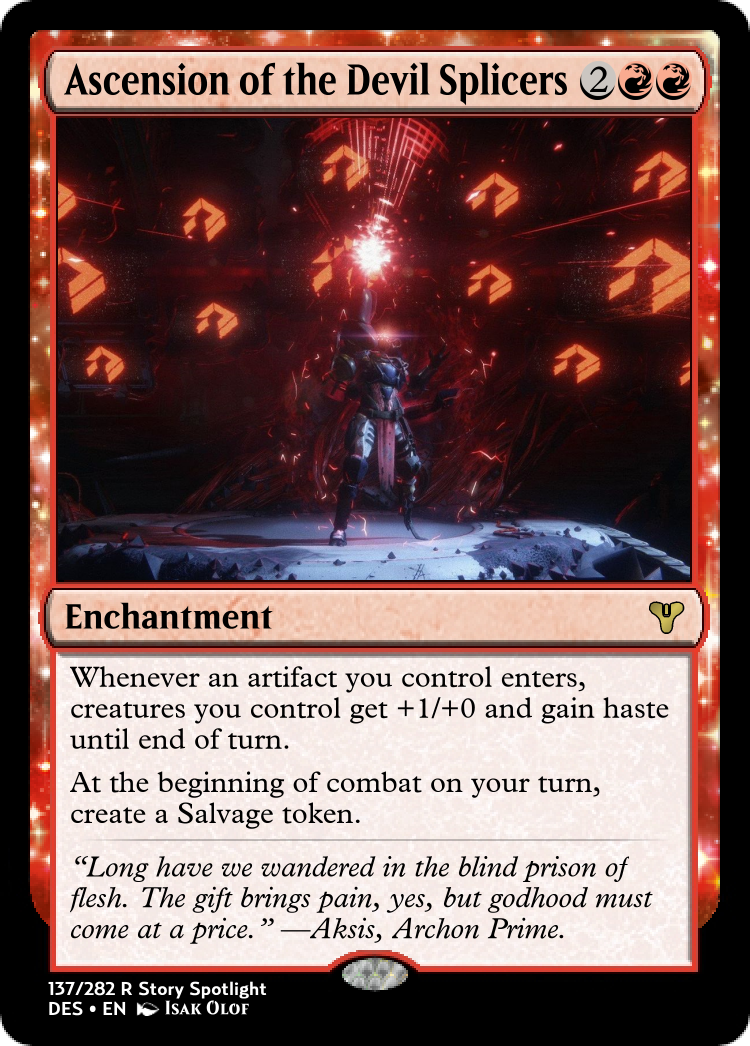 Ascension of the Devil Splicers 2
Enchantment
Whenever an artifact you control enters,
creatures you control get +1/+0 and gain haste
until end of turn.
At the beginning of combat on your turn,
create a Salvage token.
“Long have we wandered in the blind prison of
flesh. The gift brings pain, yes, but godhood must
come at a price.” —Aksis, Archon Prime.
137/282 R Story Spotlight
DES • EN Isak Olof